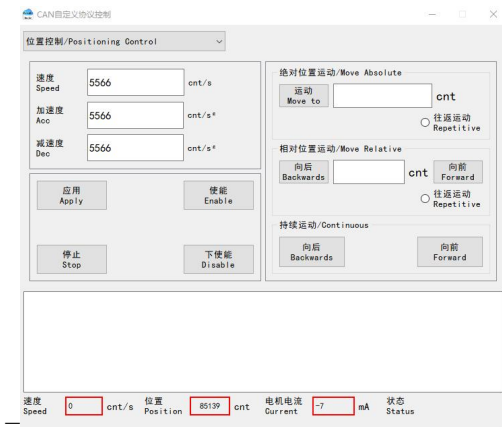 CAN自定义协议控制
位置控制/Positioning Control
速度
Speed
5566
cnt/s
加速度
Acc
5566
cnt/s²
减速度
Dec
5566
cnt/s²
应用
Apply
使能
Enable
停止
Stop
下使能
Disable
绝对位置运动/Move Absolute
运动
Move to
cnt
往返运动
Repetitive
相对位置运动/Move Relative
向后
Backwards
cnt
向前
Forward
往返运动
Repetitive
持续运动/Continuous
向后
Backwards
向前
Forward
速度
Speed
0
cnt/s
位置
Position
85139
cnt
电机电流
Current
-7
mA
状态
Status